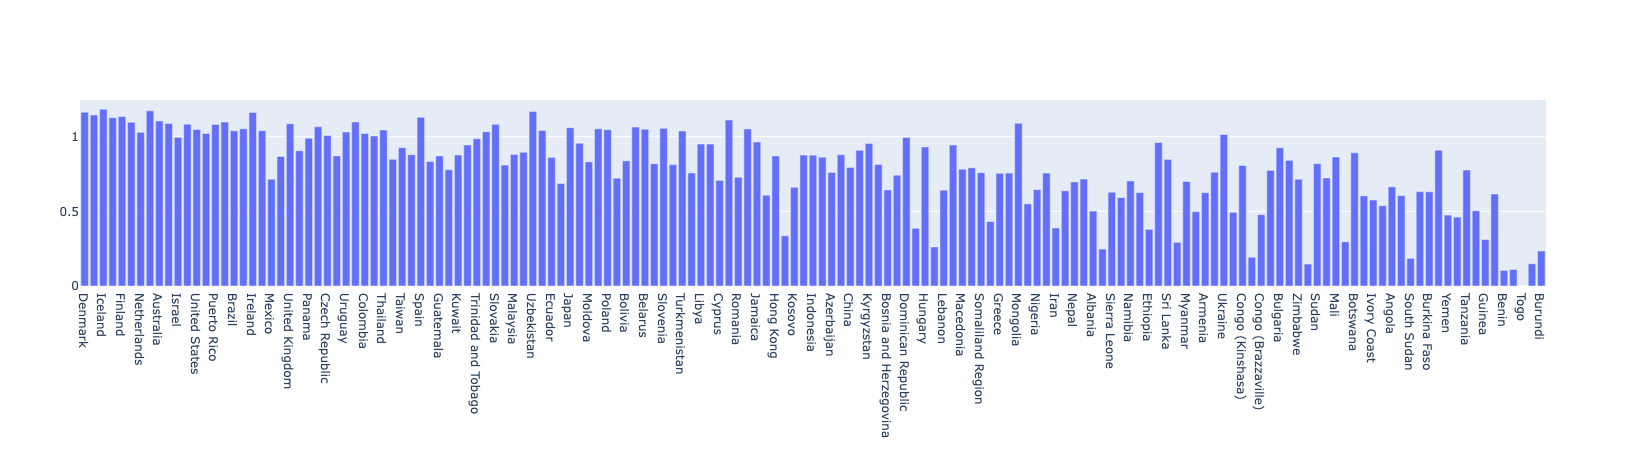 1
0.5
0
Denmark
Iceland
Finland
Netherlands
Australia
Israel
United States
Puerto Rico
Brazil
Ireland
Mexico
United Kingdom
Panama
Czech Republic
Uruguay
Colombia
Thailand
Taiwan
Spain
Guatemala
Kuwait
Trinidad and Tobago
Slovakia
Malaysia
Uzbekistan
Ecuador
Japan
Moldova
Poland
Bolivia
Belarus
Slovenia
Turkmenistan
Libya
Cyprus
Romania
Jamaica
Hong Kong
Kosovo
Indonesia
Azerbaijan
China
Kyrgyzstan
Bosnia and Herzegovina
Dominican Republic
Hungary
Lebanon
Macedonia
Somaliland Region
Greece
Mongolia
Nigeria
Iran
Nepal
Albania
Sierra Leone
Namibia
Ethiopia
Sri Lanka
Myanmar
Armenia
Ukraine
Congo (Kinshasa)
Congo (Brazzaville)
Bulgaria
Zimbabwe
Sudan
Mali
Botswana
Ivory Coast
Angola
South Sudan
Burkina Faso
Yemen
Tanzania
Guinea
Benin
Togo
Burundi